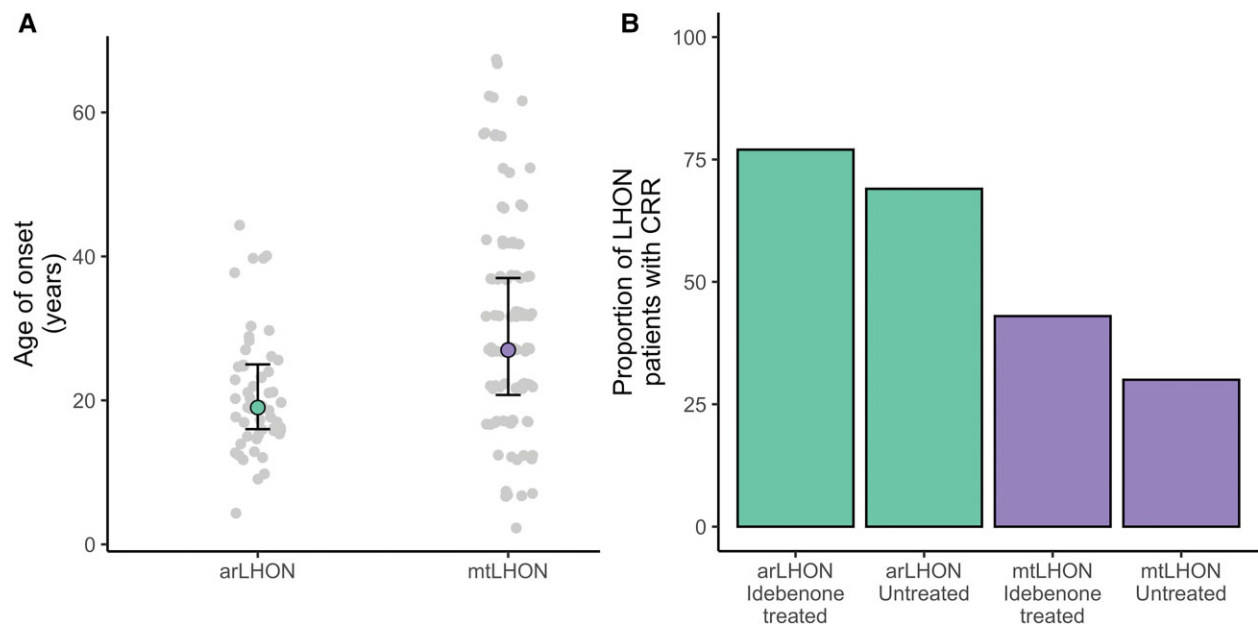 A
Age of onset
(years)
60
40
20
0
arLHON
mtLHON
B
Proportion of LHON
patients with CRR
100
75
50
25
0
arLHON
Idebenone
treated
arLHON
Untreated
mtLHON
Idebenone
treated
mtLHON
Untreated